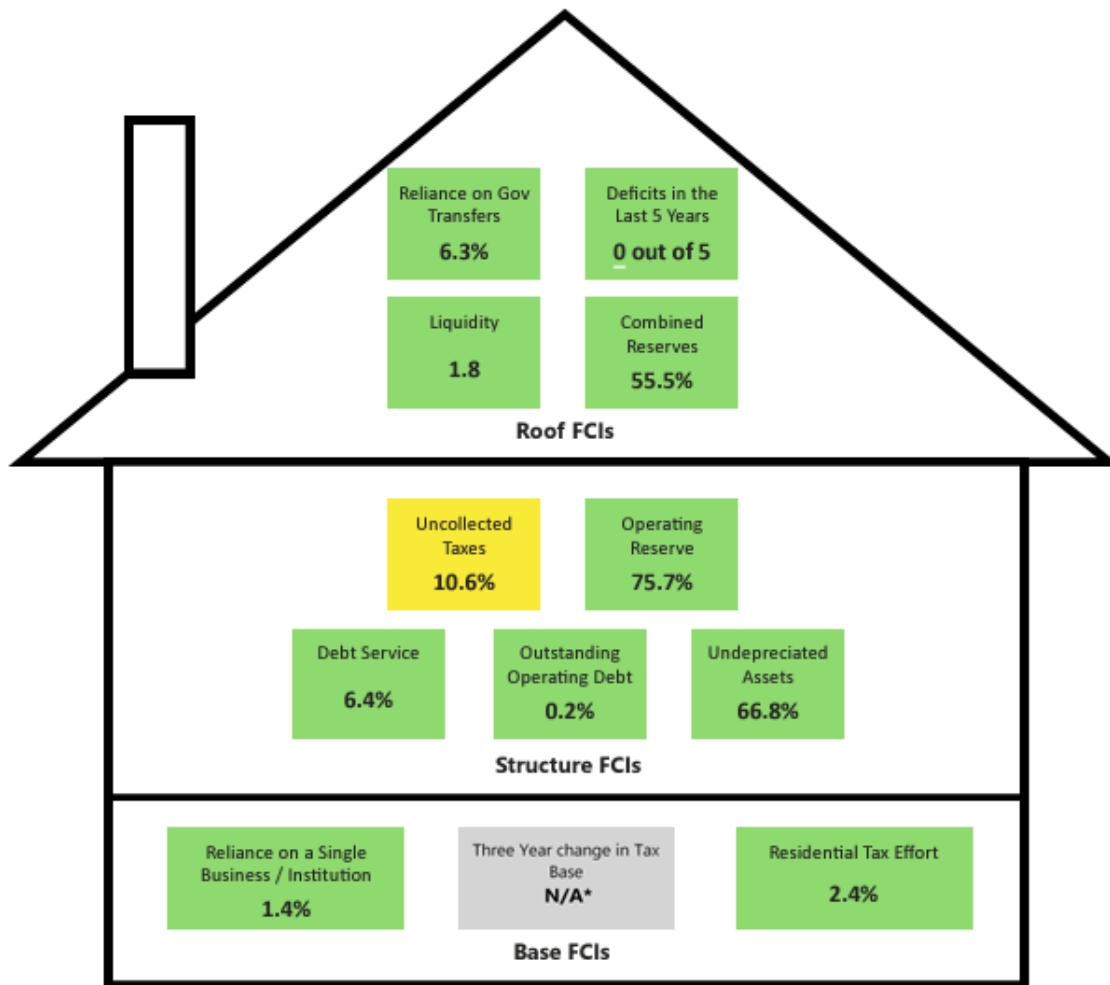 Reliance on Gov
Transfers
6.3%
Deficits in the
Last 5 Years
0 out of 5
Liquidity
1.8
Combined
Reserves
55.5%
Roof FCIs
Uncollected
Taxes
10.6%
Operating
Reserve
75.7%
Debt Service
6.4%
Outstanding
Operating Debt
0.2%
Undepreciated
Assets
66.8%
Structure FCIs
Reliance on a Single
Business / Institution
1.4%
Three Year change in Tax
Base
N/A*
Residential Tax Effort
2.4%
Base FCIs